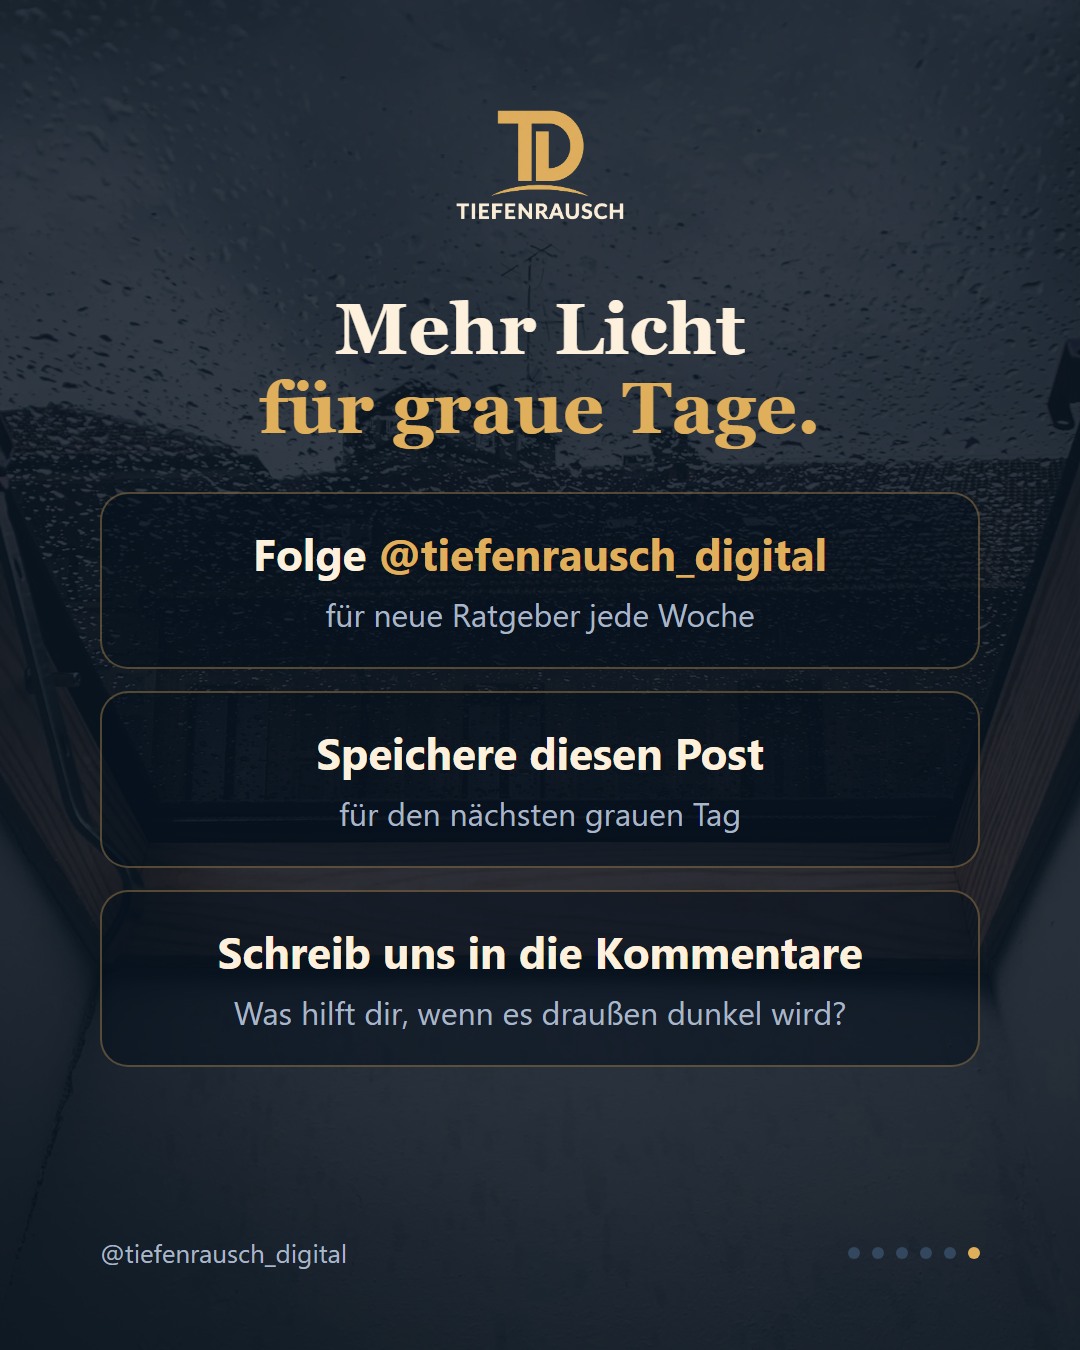 TD
TIEFENRAUSCH
Mehr Licht
für graue Tage.
Folge @tiefenrausch_digital
für neue Ratgeber jede Woche
Speichere diesen Post
für den nächsten grauen Tag
Schreib uns in die Kommentare
Was hilft dir, wenn es draußen dunkel wird?
@tiefenrausch_digital